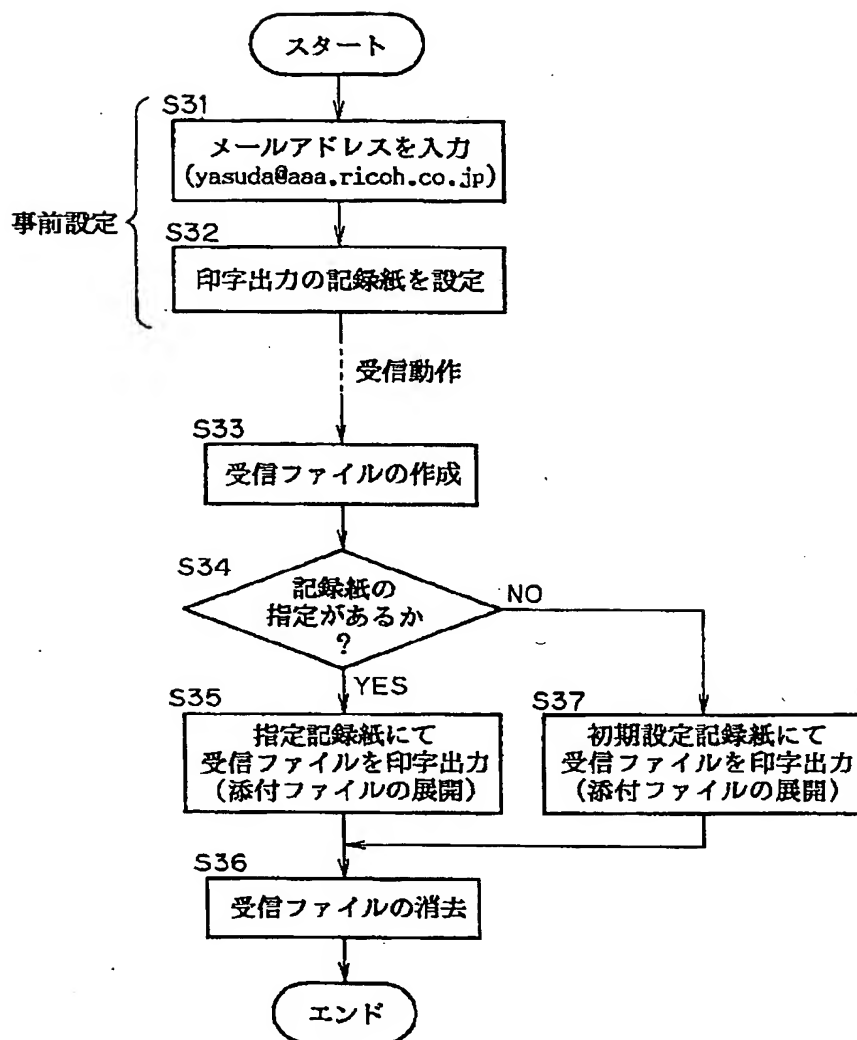 スタート
S31
メールアドレスを入力
(yasuda@aaa.ricoh.co.jp)
事前設定
S32
印字出力の記録紙を設定
受信動作
S33
受信ファイルの作成
S34
記録紙の
指定があるか
?
NO
YES
S35
指定記録紙にて
受信ファイルを印字出力
(添付ファイルの展開)
S37
初期設定記録紙にて
受信ファイルを印字出力
(添付ファイルの展開)
S36
受信ファイルの消去
エンド